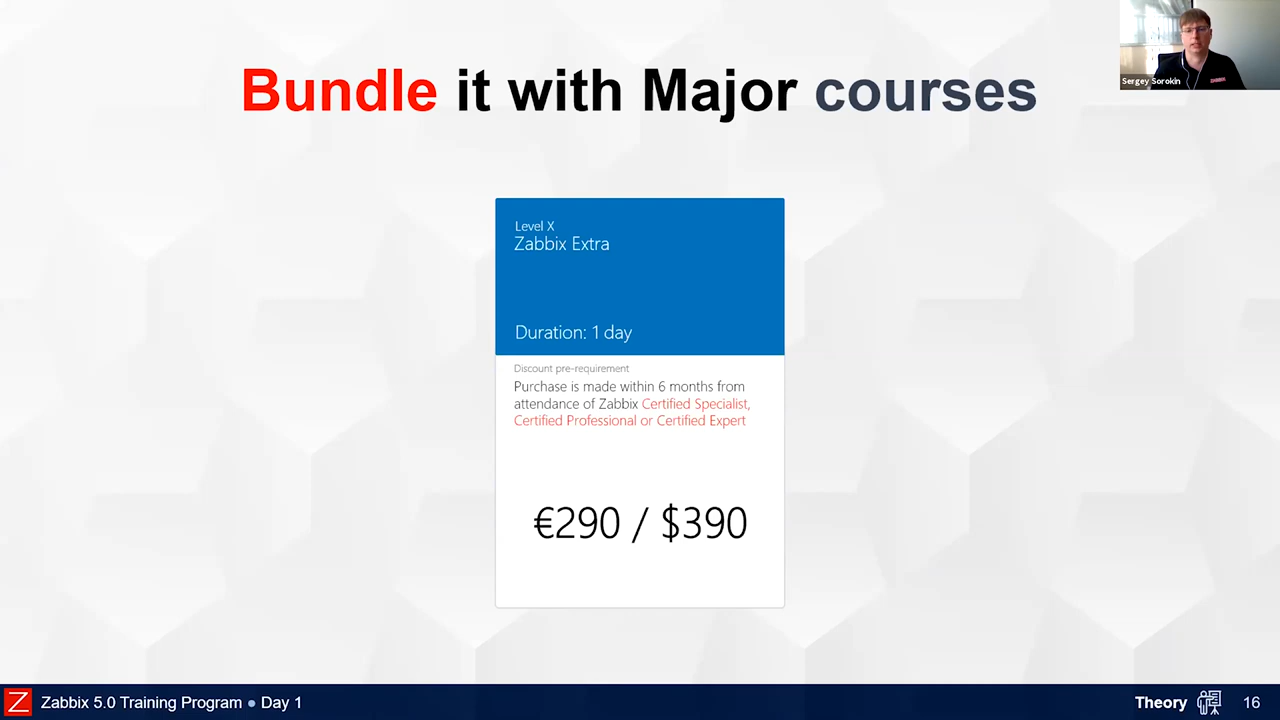 Sergey Sorokin
Bundle it with Major courses
Level X
Zabbix Extra
Duration: 1 day
Discount pre-requirement
Purchase is made within 6 months from
attendance of Zabbix Certified Specialist,
Certified Professional or Certified Expert
€290 / $390
Z Zabbix 5.0 Training Program • Day 1
Theory 16